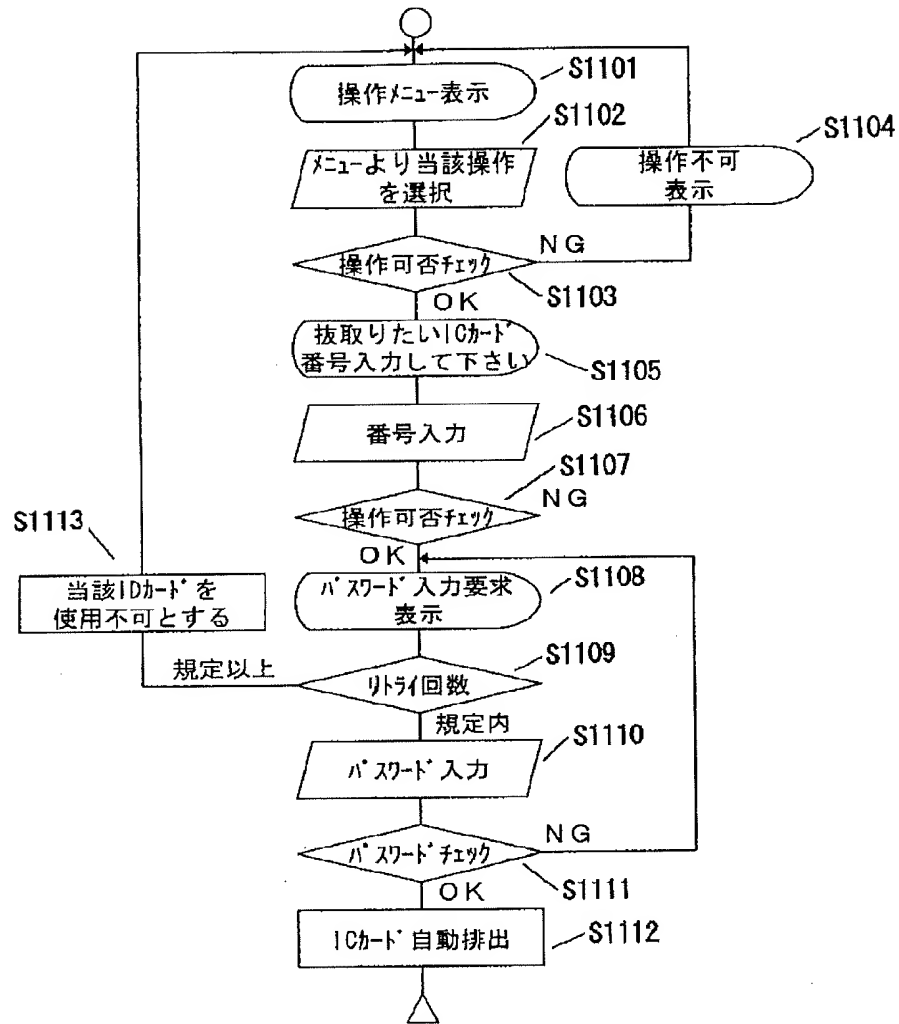 S1101
操作ﾒﾆｭｰ表示
S1102
ﾒﾆｭｰより当該操作
を選択
S1104
操作不可
表示
NG
操作可否ﾁｪｯｸ
S1103
OK
抜取りたいICｶｰﾄﾞ
番号入力して下さい
S1105
番号入力
S1106
S1107
NG
操作可否ﾁｪｯｸ
OK
S1113
当該IDｶｰﾄﾞを
使用不可とする
ﾊﾟｽﾜｰﾄﾞ入力要求
表示
S1108
規定以上
ﾘﾄﾗｲ回数
S1109
規定内
ﾊﾟｽﾜｰﾄﾞ入力
S1110
NG
ﾊﾟｽﾜｰﾄﾞﾁｪｯｸ
S1111
OK
ICｶｰﾄﾞ自動排出
S1112